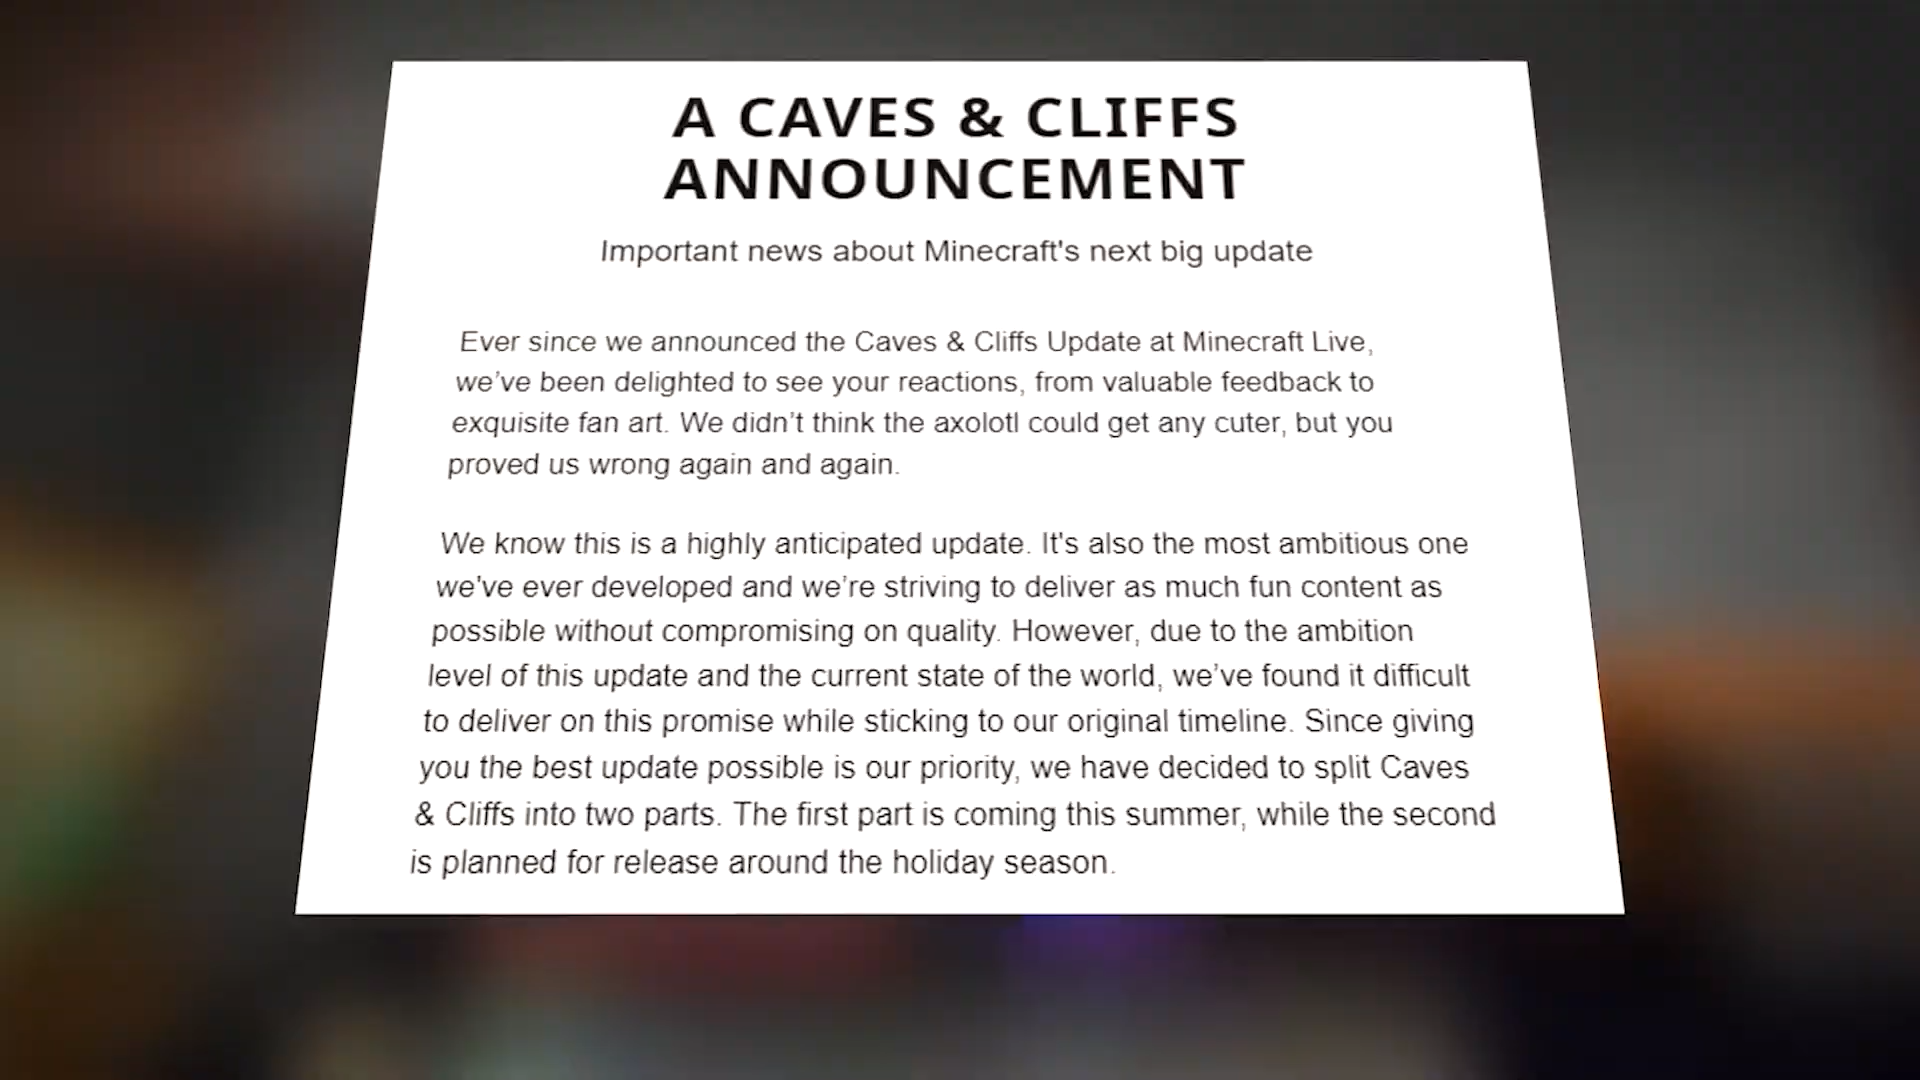 A CAVES & CLIFFS
ANNOUNCEMENT
Important news about Minecraft's next big update
Ever since we announced the Caves & Cliffs Update at Minecraft Live,
we’ve been delighted to see your reactions, from valuable feedback to
exquisite fan art. We didn’t think the axolotl could get any cuter, but you
proved us wrong again and again.
We know this is a highly anticipated update. It's also the most ambitious one
we've ever developed and we’re striving to deliver as much fun content as
possible without compromising on quality. However, due to the ambition
level of this update and the current state of the world, we’ve found it difficult
to deliver on this promise while sticking to our original timeline. Since giving
you the best update possible is our priority, we have decided to split Caves
& Cliffs into two parts. The first part is coming this summer, while the second
is planned for release around the holiday season.